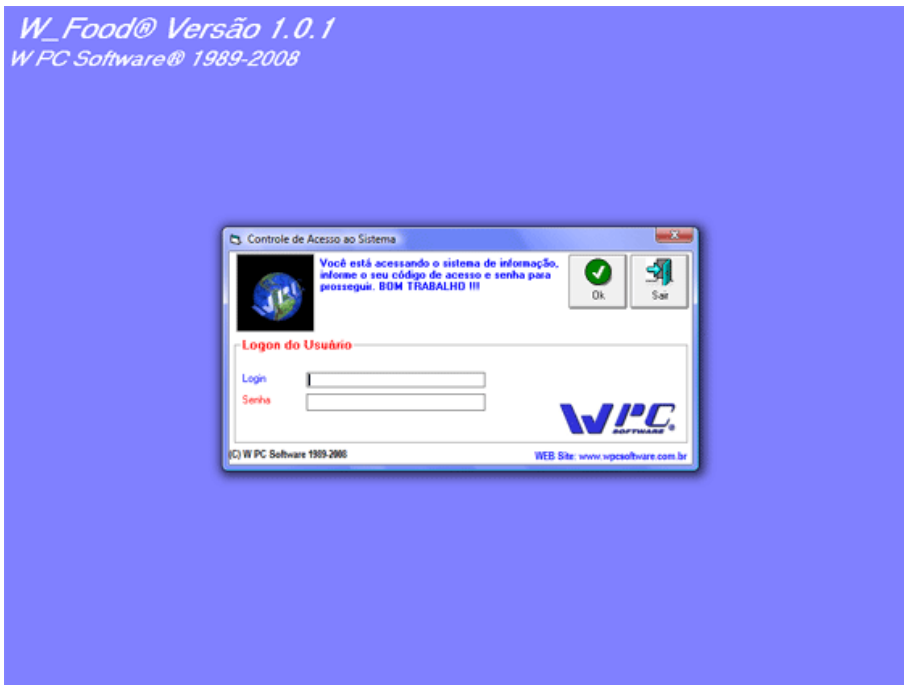 W_Food® Versão 1.0.1
W PC Software® 1989-2008
Controle de Acesso ao Sistema
Você está acessando o sistema de informação,
informe o seu código de acesso e senha para
prosseguir. BOM TRABALHO !!!
Ok
Sair
WPC
Logon do Usuário
Login
Senha
WPC
SOFTWARE
(C) W PC Software 1989-2008
WEB Site: www.wpcsoftware.com.br